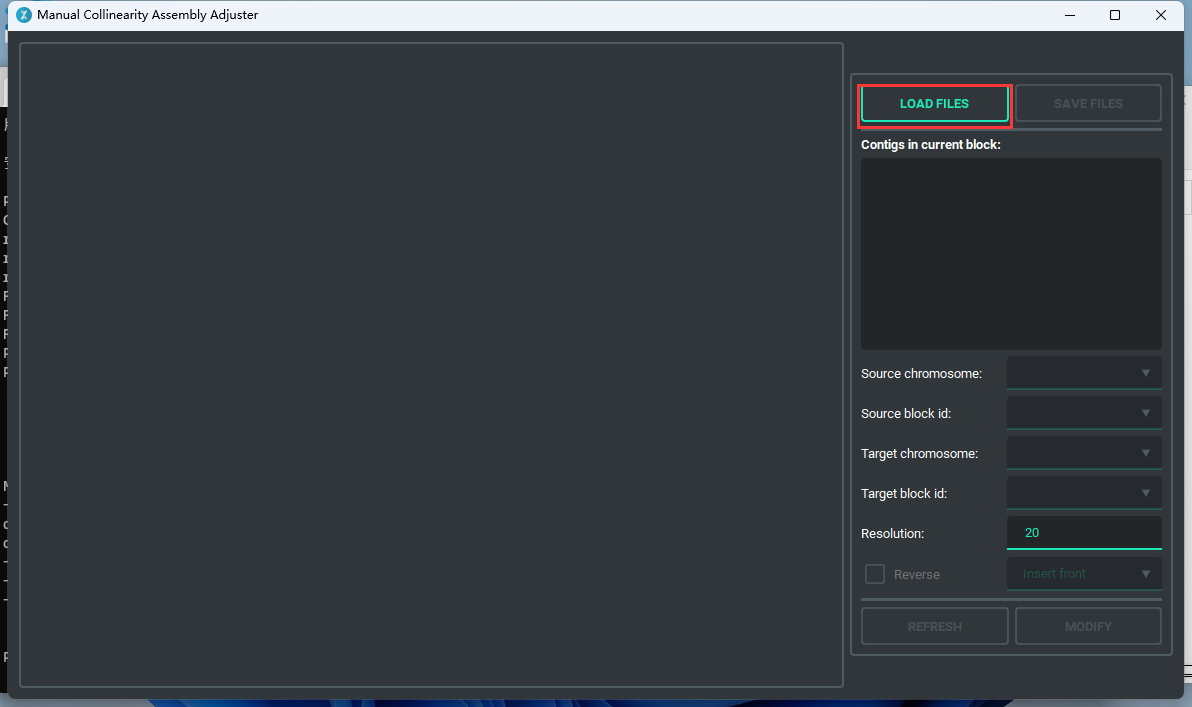 Manual Collinearity Assembly Adjuster
LOAD FILES
SAVE FILES
Contigs in current block:
Source chromosome:
Source block id:
Target chromosome:
Target block id:
Resolution: 20
Reverse
Insert front
REFRESH
MODIFY